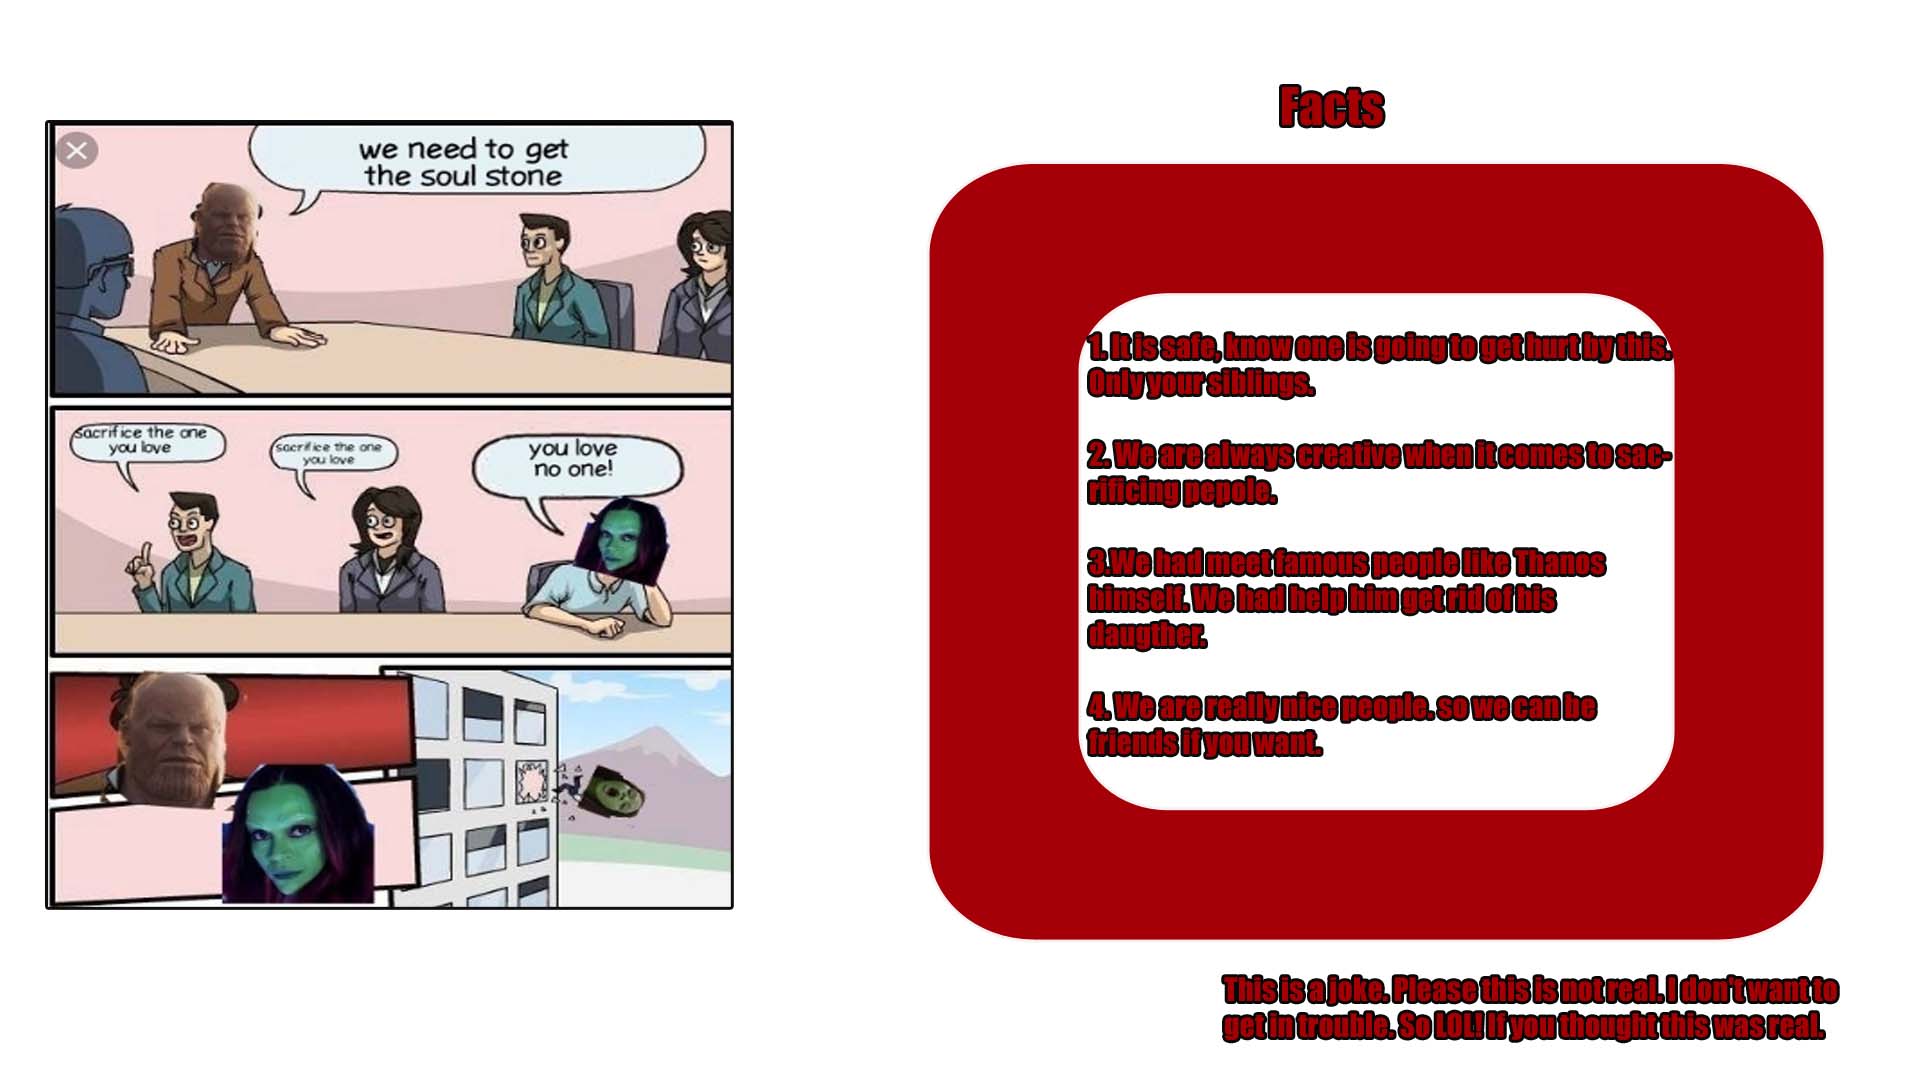 we need to get
the soul stone
sacrifice the one
you love
sacrifice the one
you love
you love
no one!
Facts
1. It is safe, know one is going to get hurt by this.
Only your siblings.
2. We are always creative when it comes to sac-
rificing pepole.
3.We had meet famous people like Thanos
himself. We had help him get rid of his
daugther.
4. We are really nice people. so we can be
friends if you want.
This is a joke. Please this is not real. I don't want to
get in trouble. So LOL! If you thought this was real.